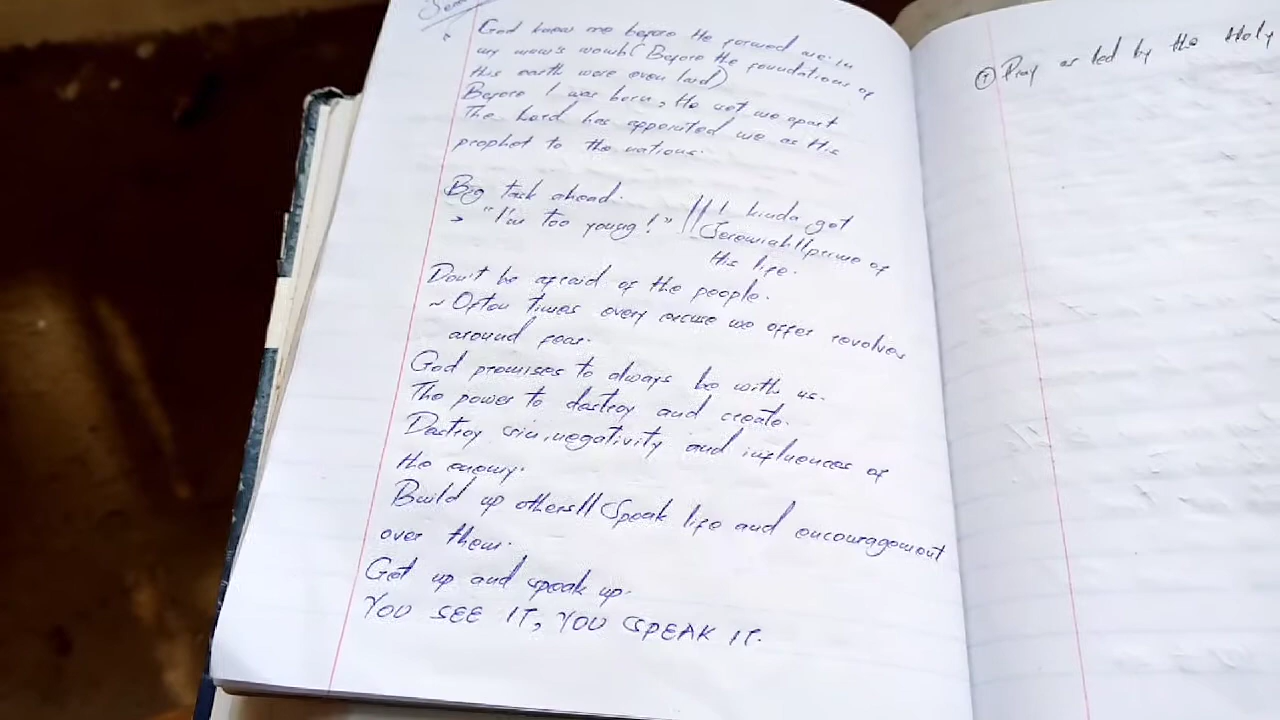 God knew me before He formed me in
my mom's womb (Before the foundations of
this earth were even laid)
Before I was born, He set me apart
The Lord has appointed me as His
prophet to the nations.
Big task ahead.
→ "I'm too young!" // I kinda get
Jeremiah // prime of
His life.
Don't be afraid of the people.
~ Often times every excuse we offer revolves
around fear.
God promises to always be with us.
The power to destroy and create.
Destroy sin, negativity and influences of
the enemy.
Build up others // Speak life and encouragement
over them.
Get up and speak up.
YOU SEE IT, YOU SPEAK IT.
Pray as led by the Holy